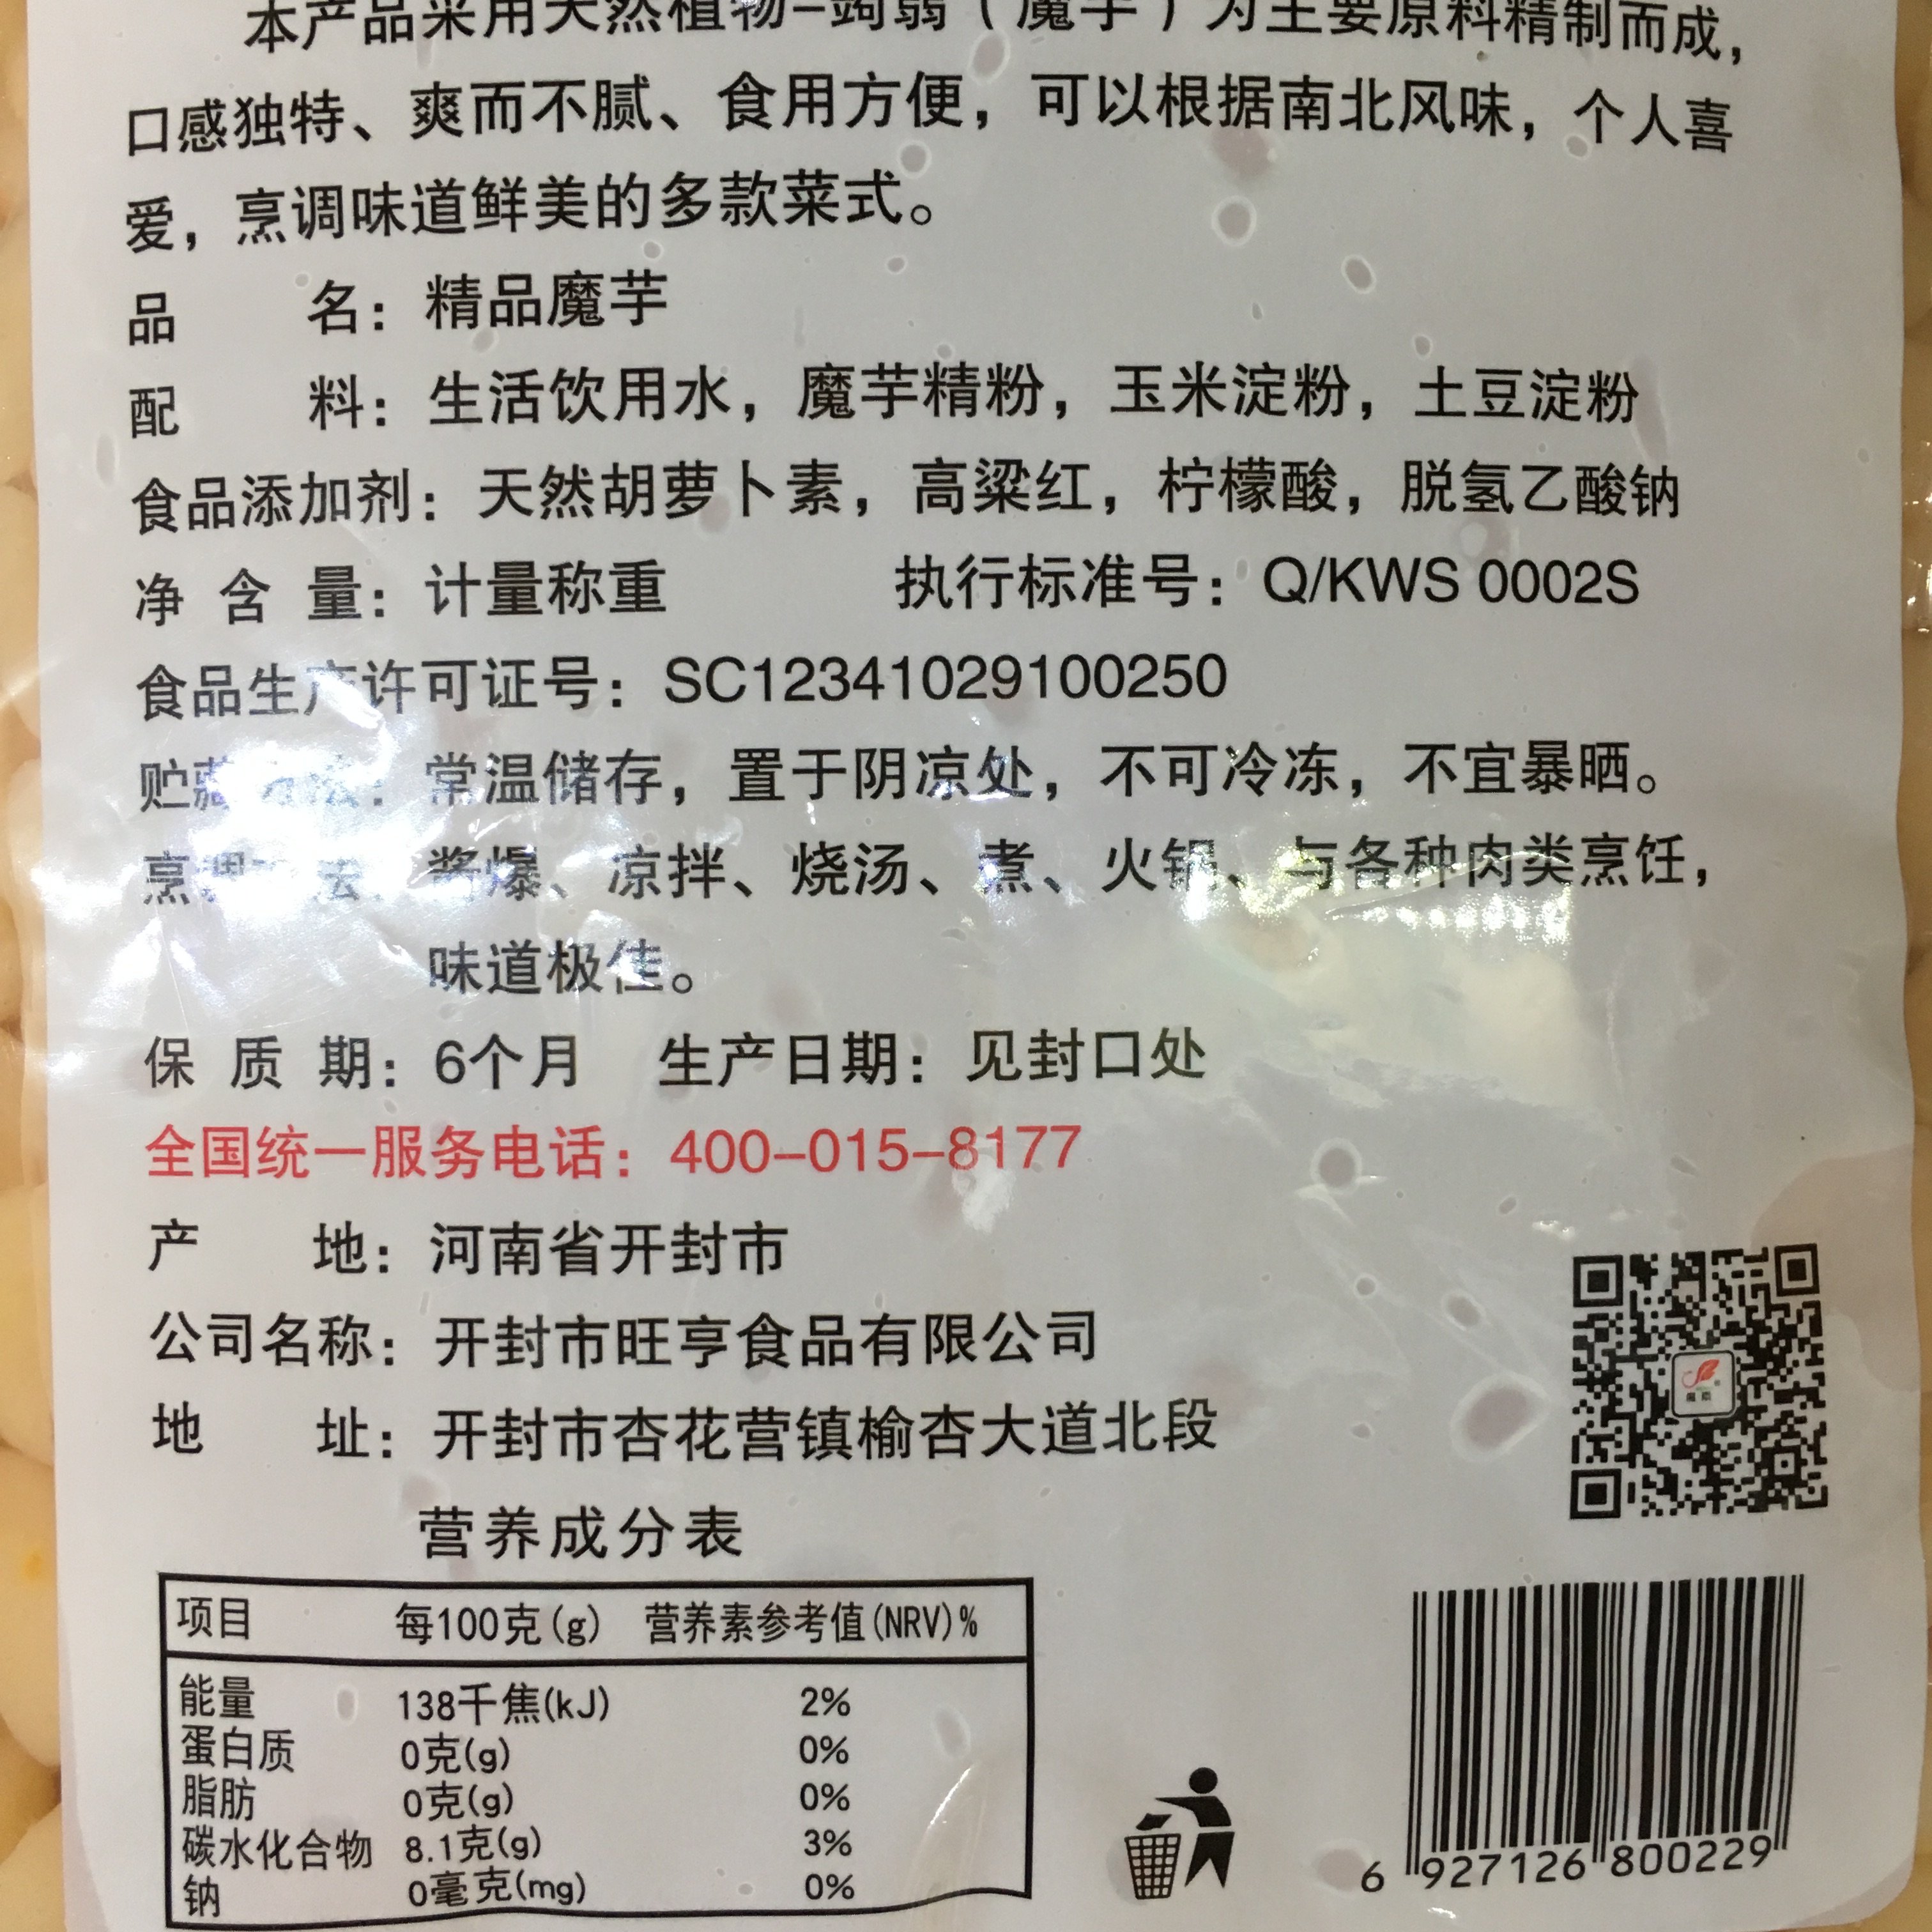 本产品采用天然植物-蒟蒻（魔芋）为主要原料精制而成，
口感独特、爽而不腻、食用方便，可以根据南北风味，个人喜
爱，烹调味道鲜美的多款菜式。
品 名：精品魔芋
配 料：生活饮用水，魔芋精粉，玉米淀粉，土豆淀粉
食品添加剂：天然胡萝卜素，高粱红，柠檬酸，脱氢乙酸钠
净 含 量：计量称重 执行标准号：Q/KWS 0002S
食品生产许可证号：SC12341029100250
贮藏方法：常温储存，置于阴凉处，不可冷冻，不宜暴晒。
烹调方法：酱爆、凉拌、烧汤、煮、火锅、与各种肉类烹饪，
味道极佳。
保 质 期：6个月 生产日期：见封口处
全国统一服务电话：400-015-8177
产 地：河南省开封市
公司名称：开封市旺亨食品有限公司
地 址：开封市杏花营镇榆杏大道北段
营养成分表
项目 每100克(g) 营养素参考值(NRV)%
能量 138千焦(kJ) 2%
蛋白质 0克(g) 0%
脂肪 0克(g) 0%
碳水化合物 8.1克(g) 3%
钠 0毫克(mg) 0%
6 927126 800229